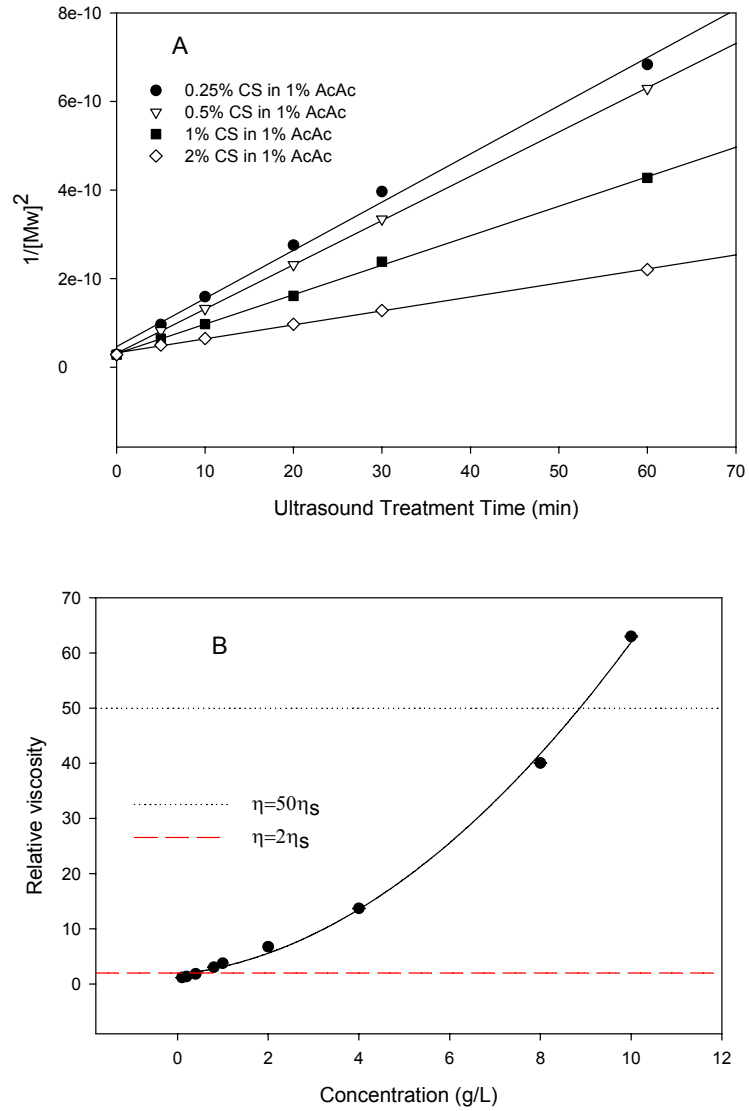 8e-10
A
0.25% CS in 1% AcAc
0.5% CS in 1% AcAc
1% CS in 1% AcAc
2% CS in 1% AcAc
6e-10
4e-10
2e-10
0
1/[Mw]2
0 10 20 30 40 50 60 70
Ultrasound Treatment Time (min)
70
B
60
50
40
30
20
10
0
Relative viscosity
η=50ηs
η=2ηs
0 2 4 6 8 10 12
Concentration (g/L)